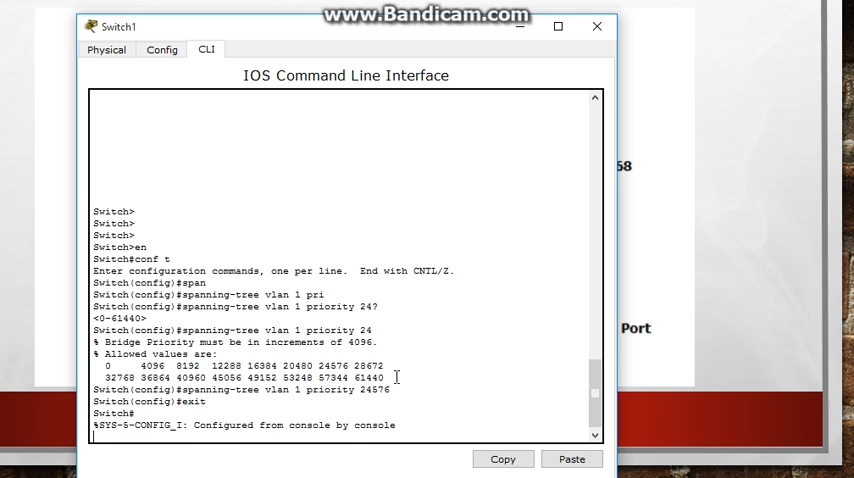 www.Bandicam.com
Switch1
Physical Config CLI
IOS Command Line Interface
Switch>
Switch>
Switch>
Switch>en
Switch#conf t
Enter configuration commands, one per line.  End with CNTL/Z.
Switch(config)#span
Switch(config)#spanning-tree vlan 1 pri
Switch(config)#spanning-tree vlan 1 priority 24?
<0-61440>
Switch(config)#spanning-tree vlan 1 priority 24
% Bridge Priority must be in increments of 4096.
% Allowed values are:
0     4096  8192  12288 16384 20480 24576 28672
32768 36864 40960 45056 49152 53248 57344 61440
Switch(config)#spanning-tree vlan 1 priority 24576
Switch(config)#exit
Switch#
%SYS-5-CONFIG_I: Configured from console by console
Copy Paste
68
Port